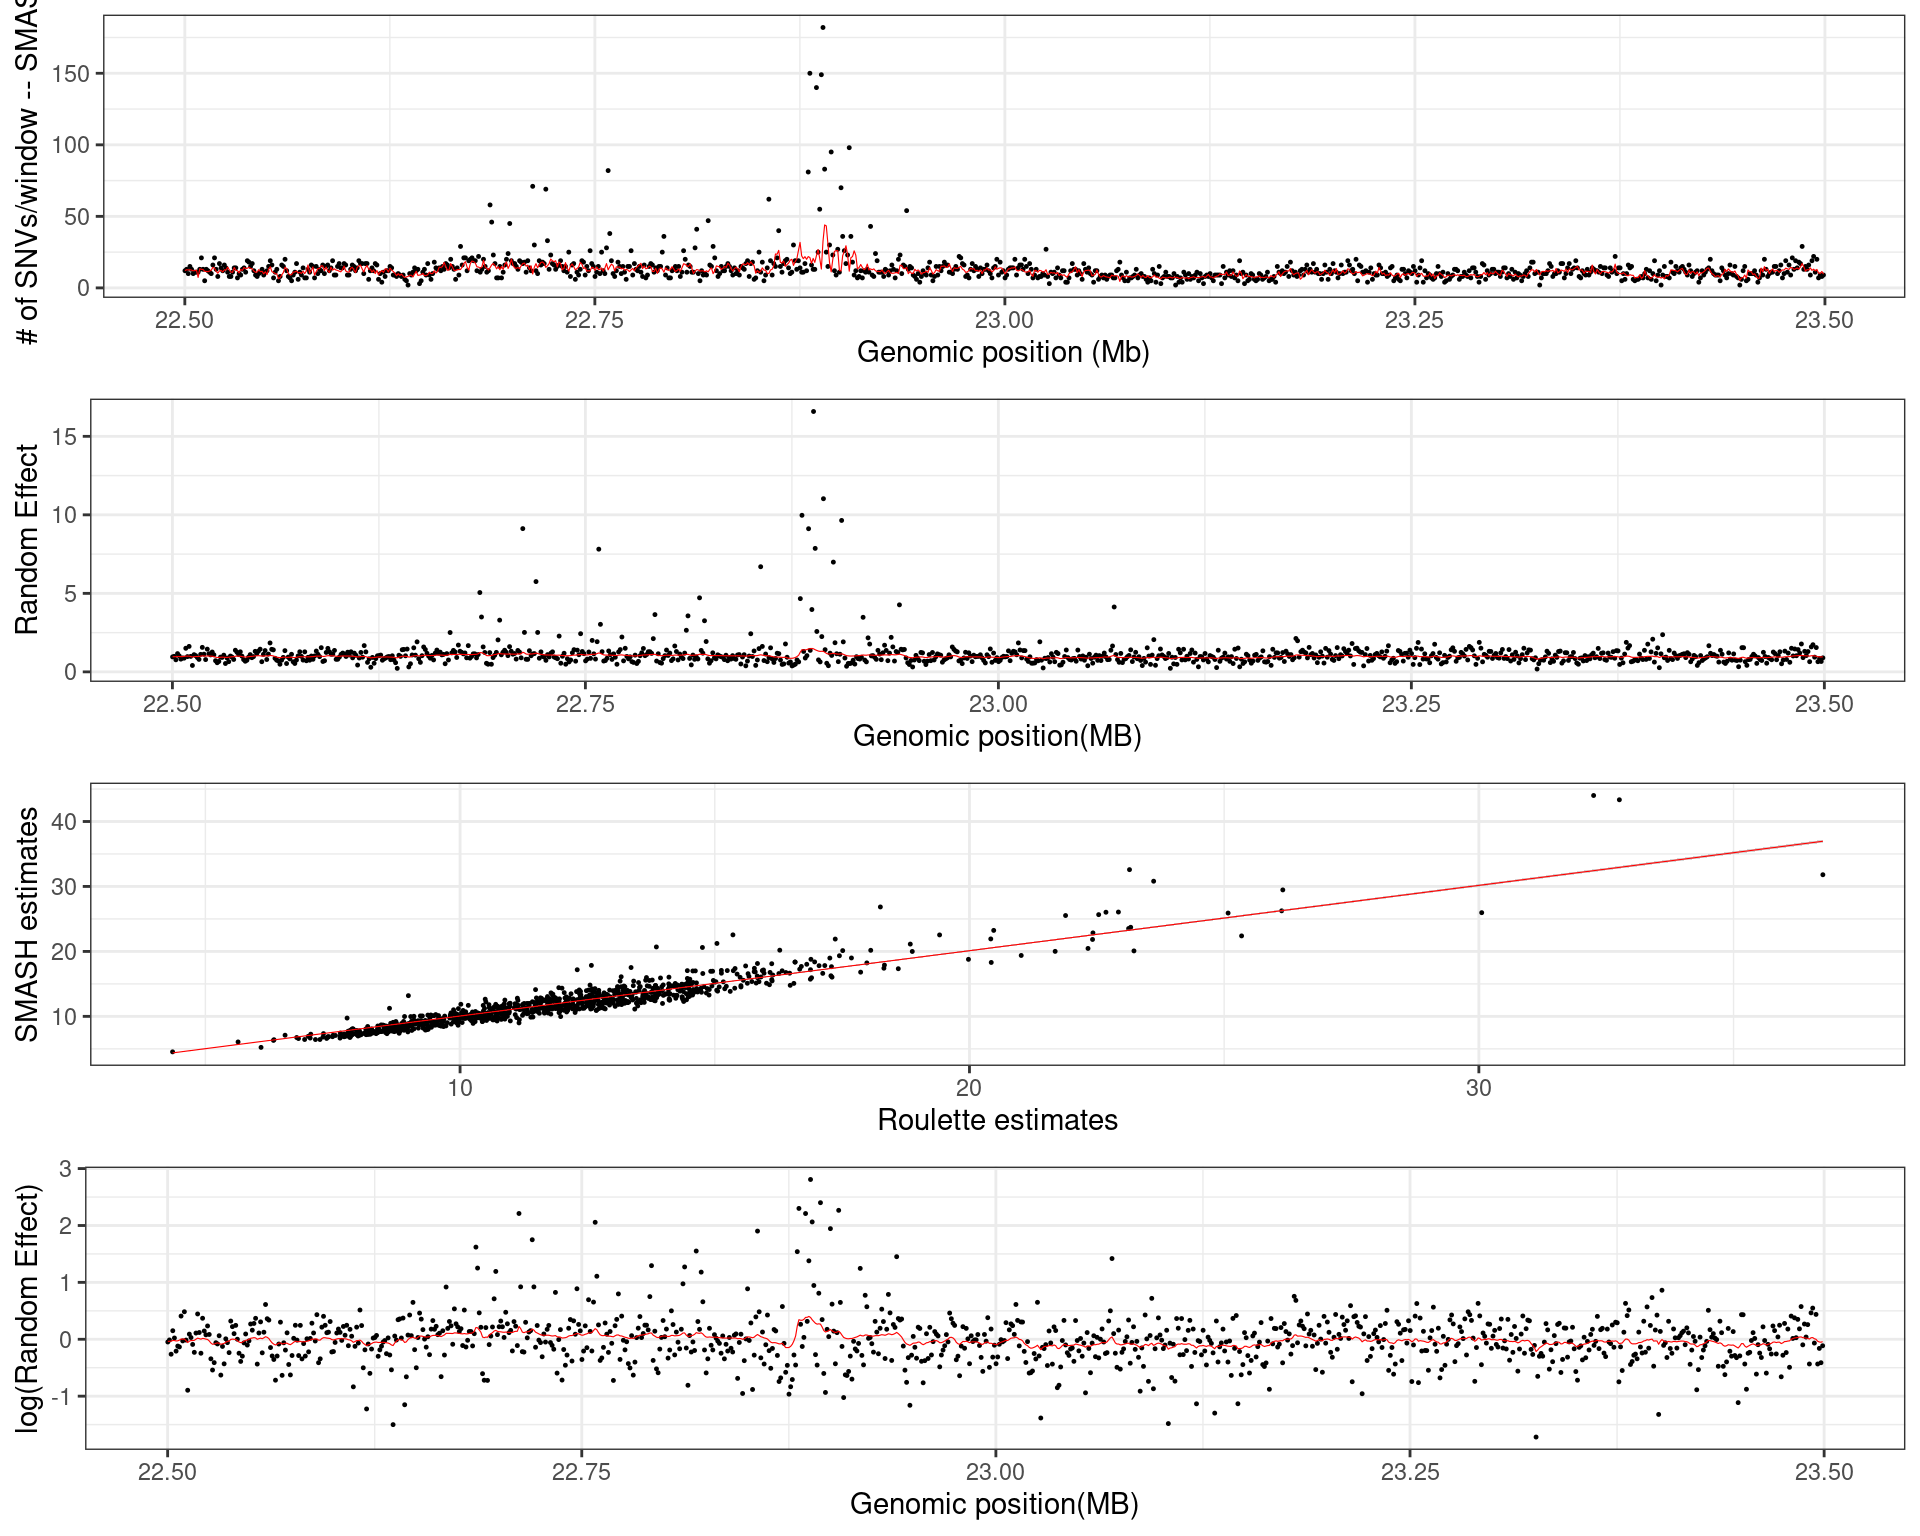 # of SNVs/window -- SMAS
150
100
50
0
22.50 22.75 23.00 23.25 23.50
Genomic position (Mb)
Random Effect
15
10
5
0
22.50 22.75 23.00 23.25 23.50
Genomic position(MB)
SMASH estimates
40
30
20
10
10 20 30
Roulette estimates
log(Random Effect)
3
2
1
0
-1
22.50 22.75 23.00 23.25 23.50
Genomic position(MB)